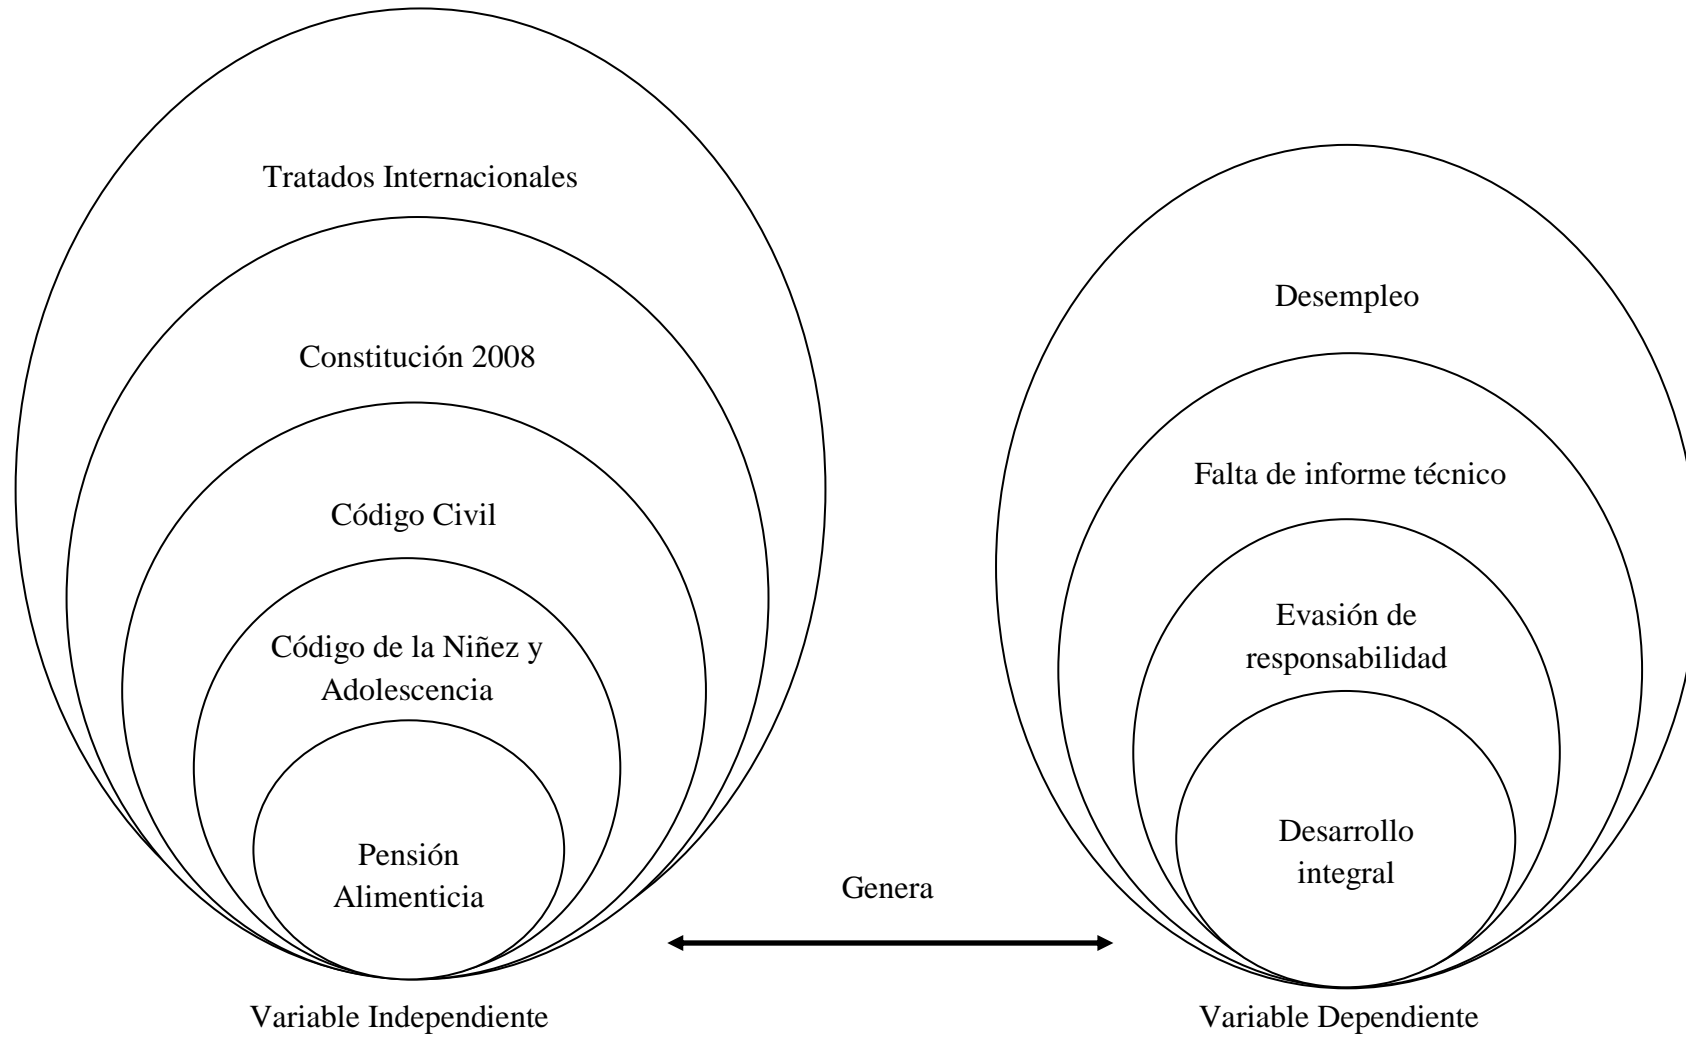 Tratados Internacionales
Constitución 2008
Código Civil
Código de la Niñez y
Adolescencia
Pensión
Alimenticia
Variable Independiente
Genera
Desempleo
Falta de informe técnico
Evasión de
responsabilidad
Desarrollo
integral
Variable Dependiente